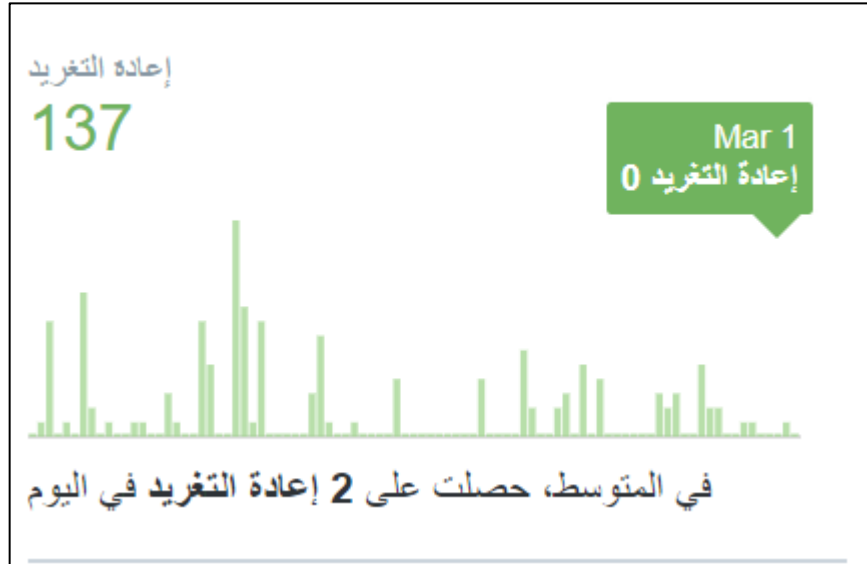 إعادة التغريد
137
Mar 1
إعادة التغريد 0
في المتوسط، حصلت على 2 إعادة التغريد في اليوم